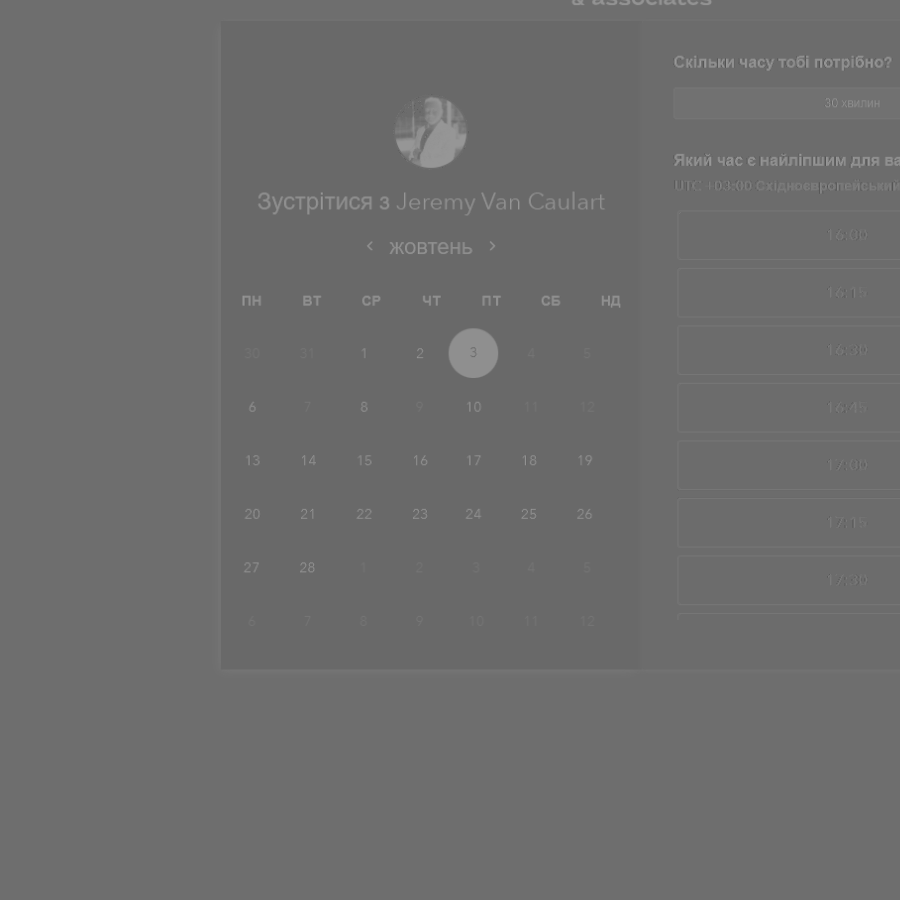 & associates
Зустрітися з Jeremy Van Caulart
жовтень
ПН ВТ СР ЧТ ПТ СБ НД
30 31 1 2 3 4 5
6 7 8 9 10 11 12
13 14 15 16 17 18 19
20 21 22 23 24 25 26
27 28 1 2 3 4 5
6 7 8 9 10 11 12
Скільки часу тобі потрібно?
30 хвилин
Який час є найліпшим для ва
UTC +03:00 Східноєвропейський
16:00
16:15
16:30
16:45
17:00
17:15
17:30